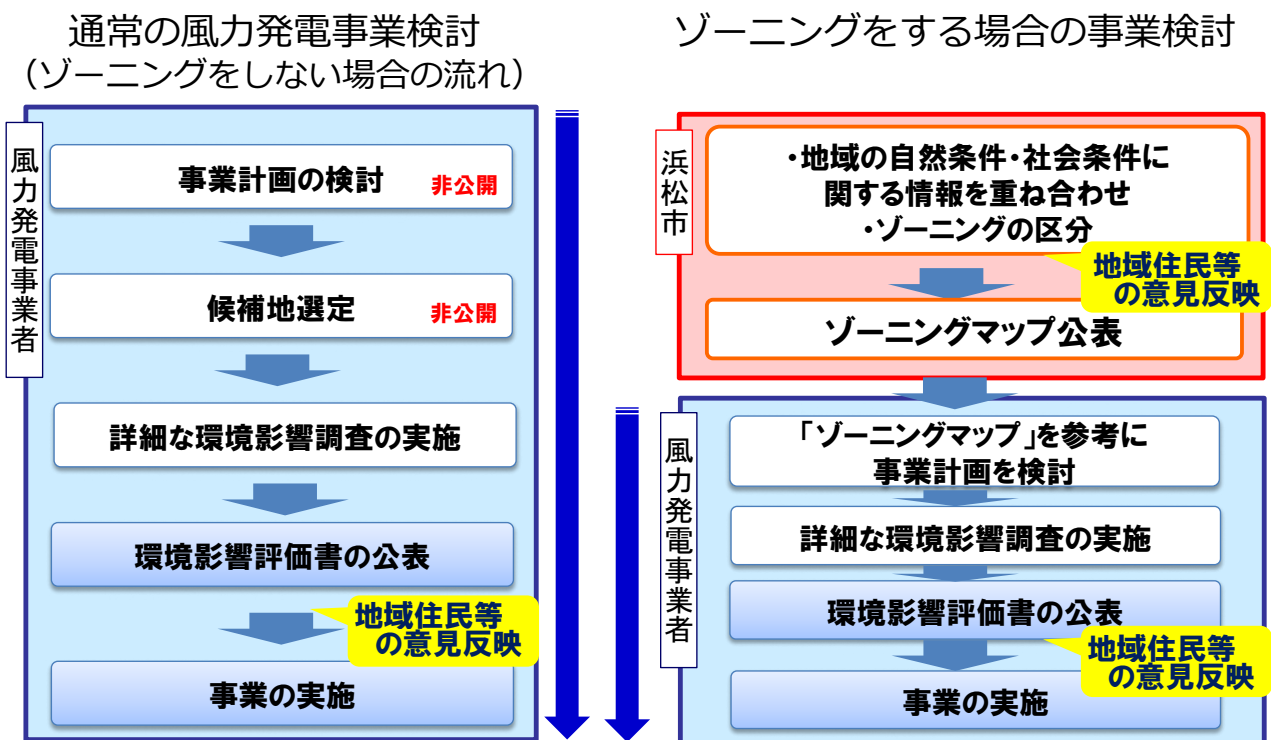 通常の風力発電事業検討
(ゾーニングをしない場合の流れ)
風力発電事業者
事業計画の検討 非公開
候補地選定 非公開
詳細な環境影響調査の実施
環境影響評価書の公表
地域住民等
の意見反映
事業の実施
ゾーニングをする場合の事業検討
浜松市
・地域の自然条件・社会条件に
関する情報を重ね合わせ
・ゾーニングの区分
地域住民等
の意見反映
ゾーニングマップ公表
風力発電事業者
「ゾーニングマップ」を参考に
事業計画を検討
詳細な環境影響調査の実施
環境影響評価書の公表
地域住民等
の意見反映
事業の実施